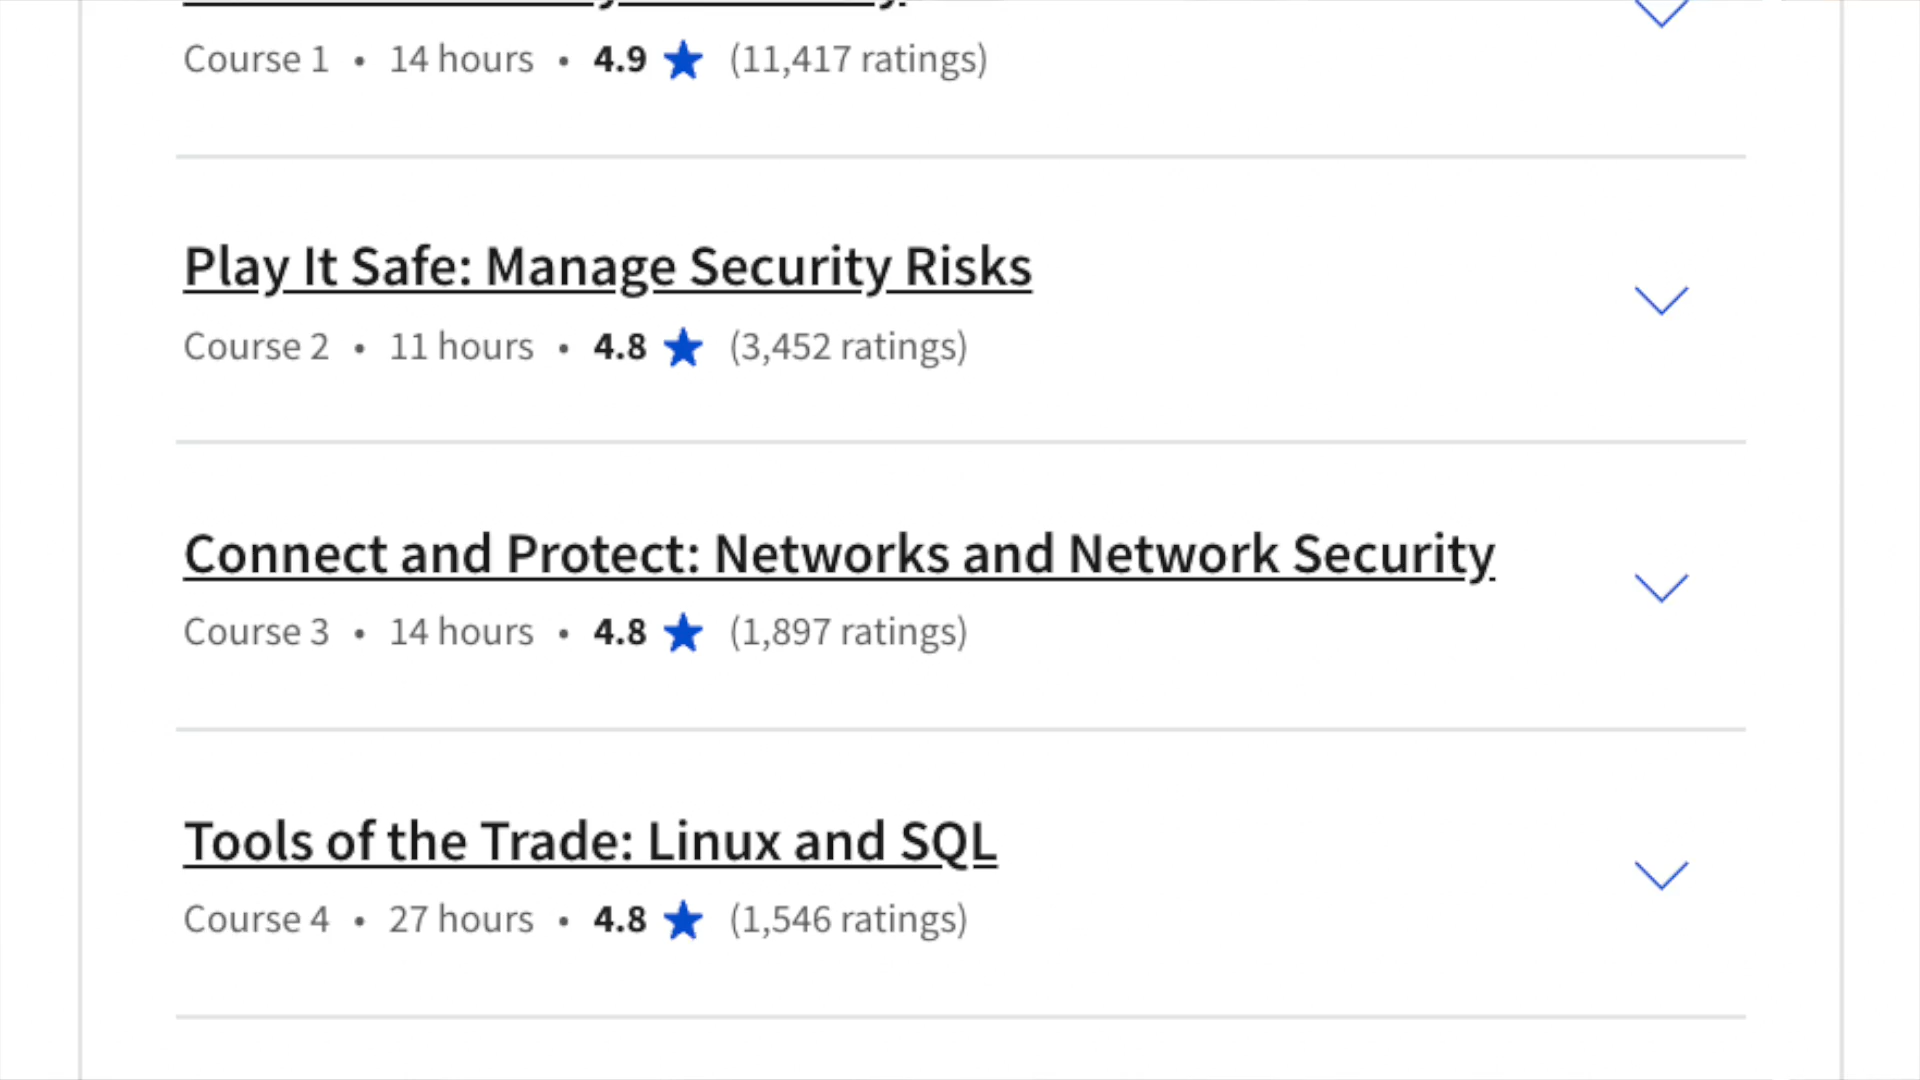 Course 1 • 14 hours • 4.9 ★ (11,417 ratings)
Play It Safe: Manage Security Risks
Course 2 • 11 hours • 4.8 ★ (3,452 ratings)
Connect and Protect: Networks and Network Security
Course 3 • 14 hours • 4.8 ★ (1,897 ratings)
Tools of the Trade: Linux and SQL
Course 4 • 27 hours • 4.8 ★ (1,546 ratings)